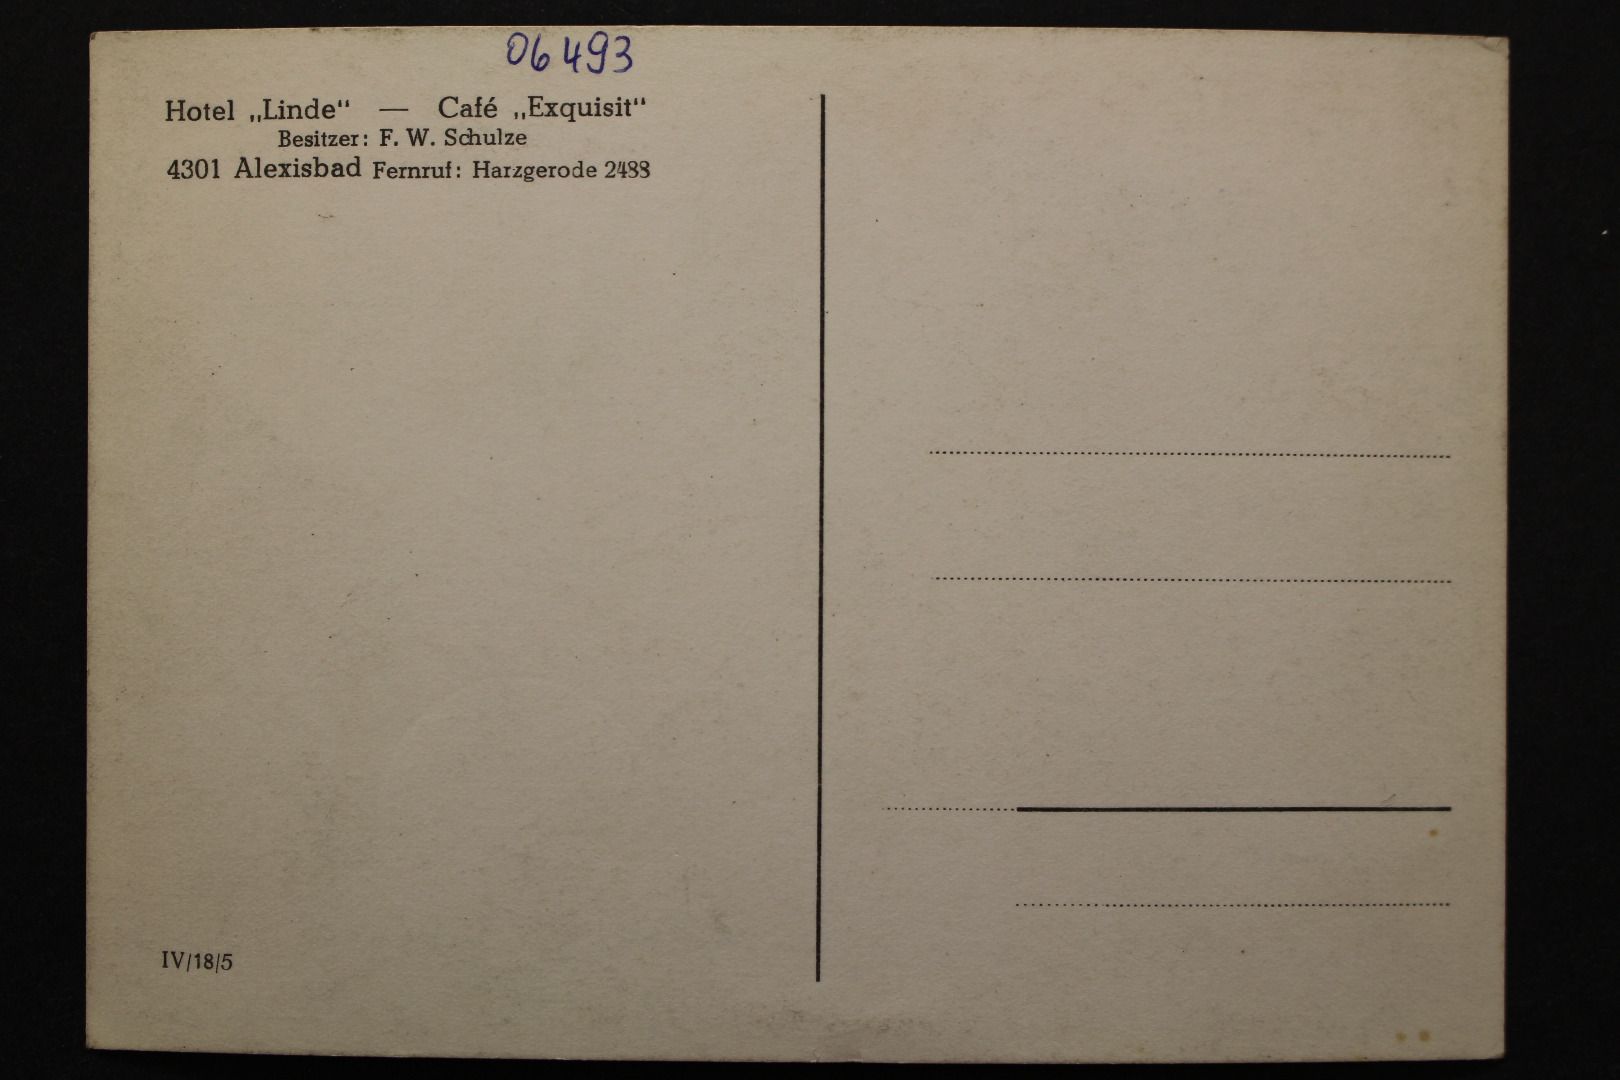 06493
Hotel „Linde“ — Café „Exquisit“
Besitzer: F. W. Schulze
4301 Alexisbad Fernruf: Harzgerode 2488
IV/18/5